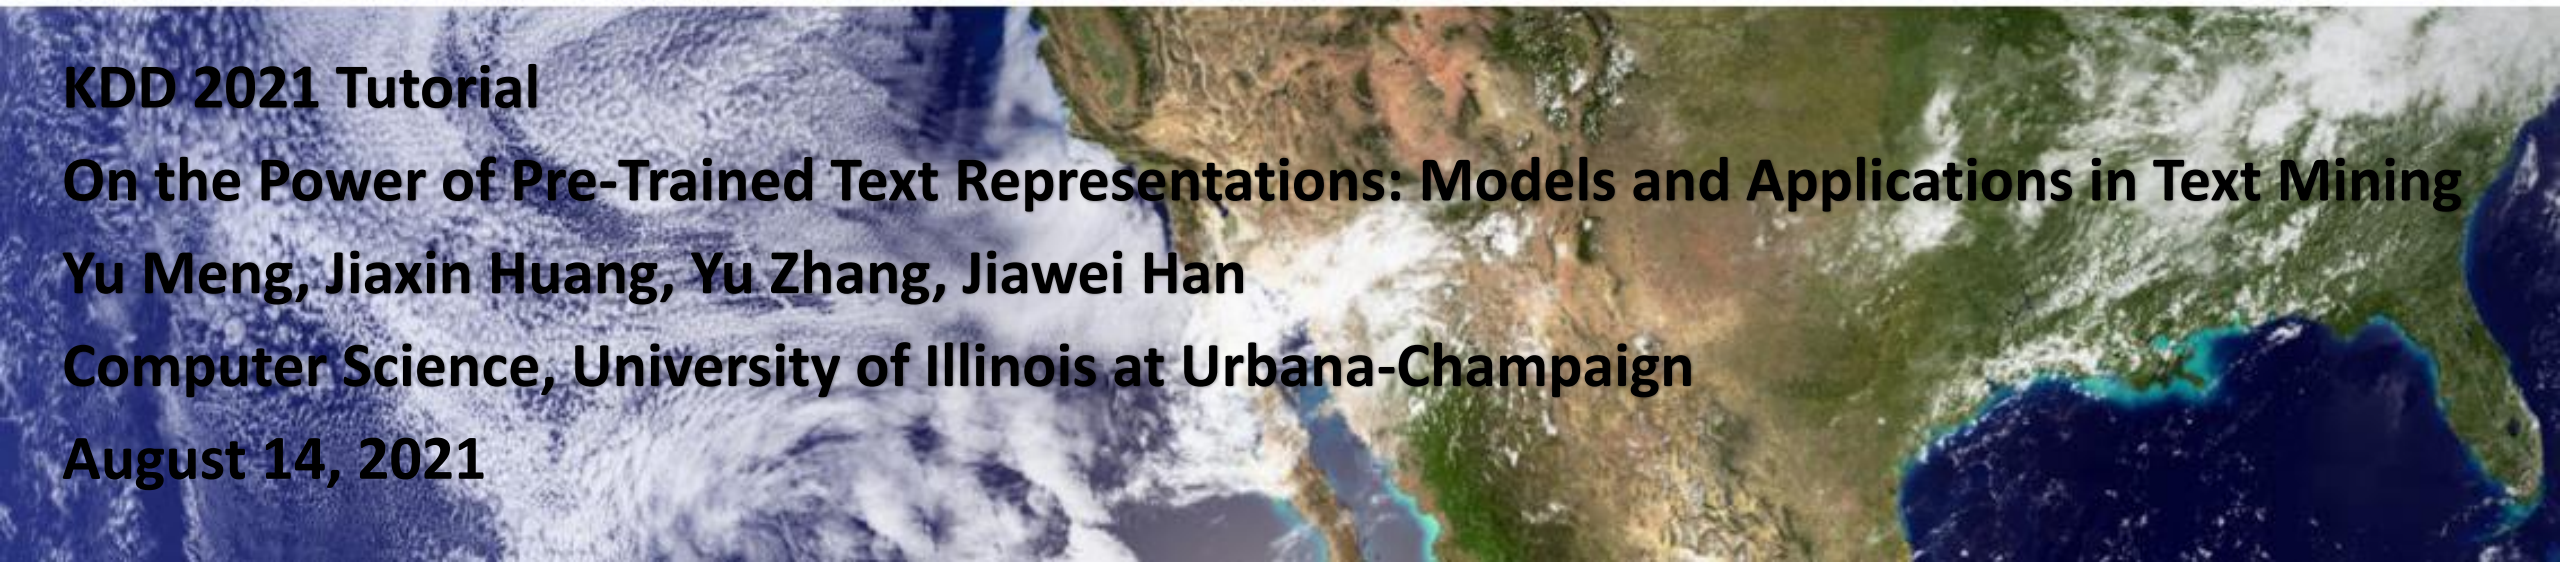 KDD 2021 Tutorial
On the Power of Pre-Trained Text Representations: Models and Applications in Text Mining
Yu Meng, Jiaxin Huang, Yu Zhang, Jiawei Han
Computer Science, University of Illinois at Urbana-Champaign
August 14, 2021